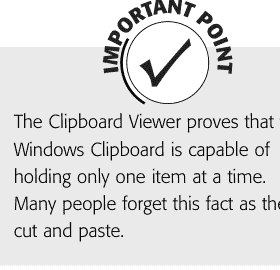 IMPORTANT POINT
The Clipboard Viewer proves that
Windows Clipboard is capable of
holding only one item at a time.
Many people forget this fact as the
cut and paste.